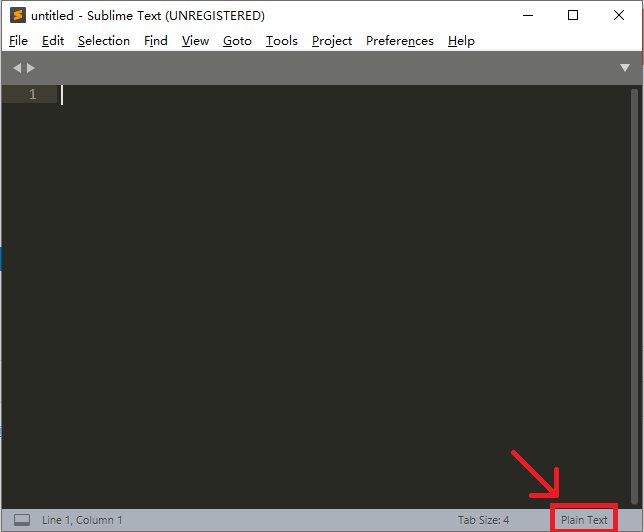 untitled - Sublime Text (UNREGISTERED)
File Edit Selection Find View Goto Tools Project Preferences Help
1
Line 1, Column 1 Tab Size: 4 Plain Text